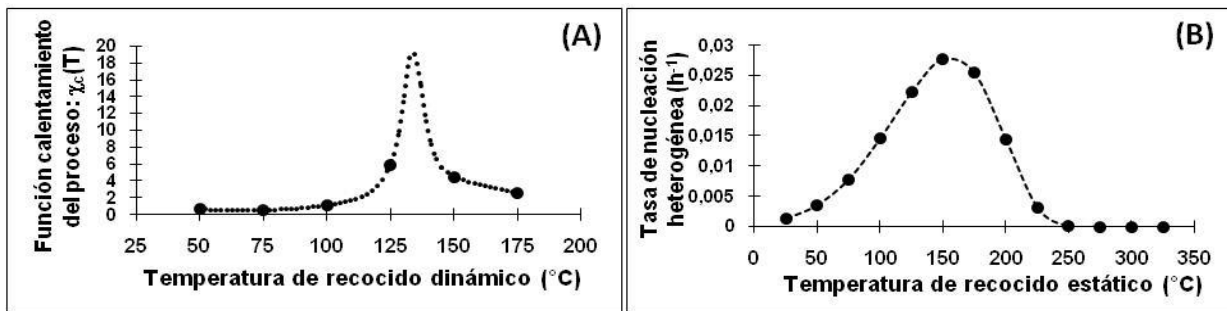 (A)
Función calentamiento
del proceso: χc(T)
20
18
16
14
12
10
8
6
4
2
0
25 50 75 100 125 150 175 200
Temperatura de recocido dinámico (°C)
(B)
Tasa de nucleación
heterogénea (h-1)
0,03
0,025
0,02
0,015
0,01
0,005
0
0 50 100 150 200 250 300 350
Temperatura de recocido estático (°C)